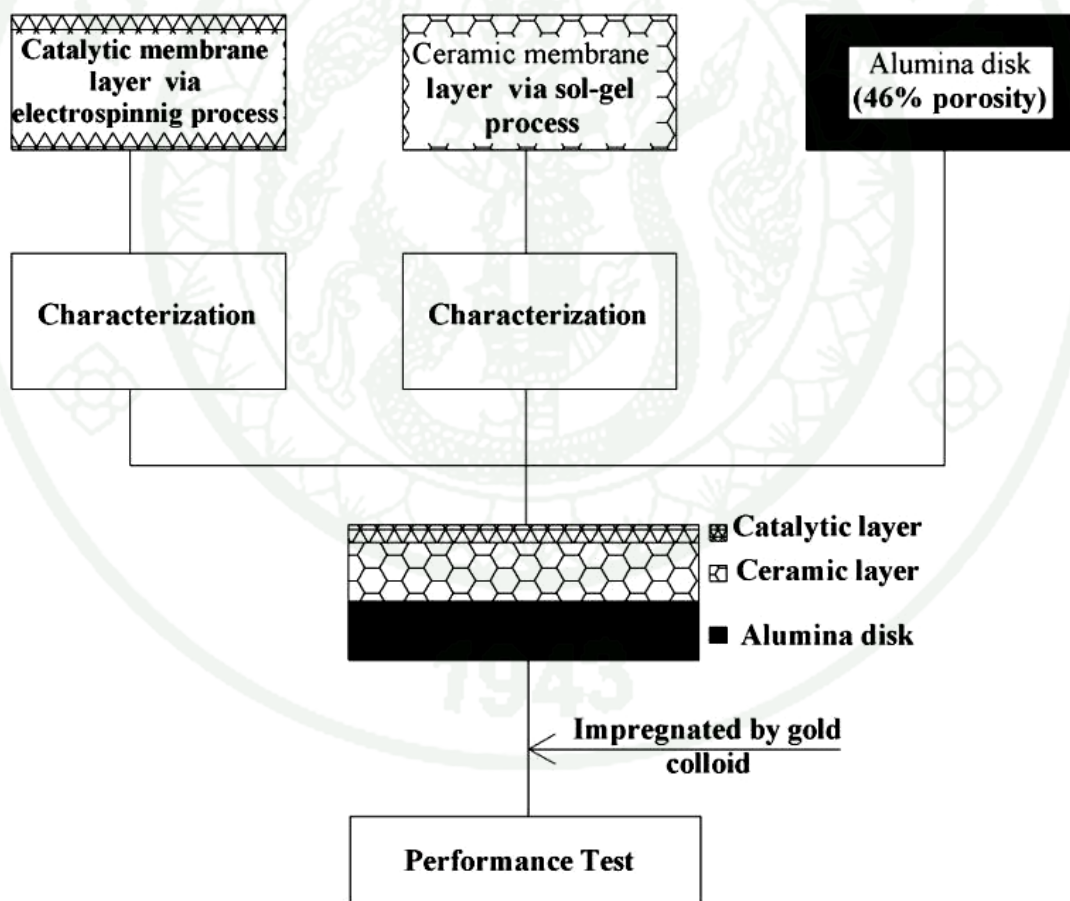 Catalytic membrane
layer via
electrospinnig process
Ceramic membrane
layer via sol-gel
process
Alumina disk
(46% porosity)
Characterization
Characterization
Catalytic layer
Ceramic layer
Alumina disk
1943
Impregnated by gold
colloid
Performance Test